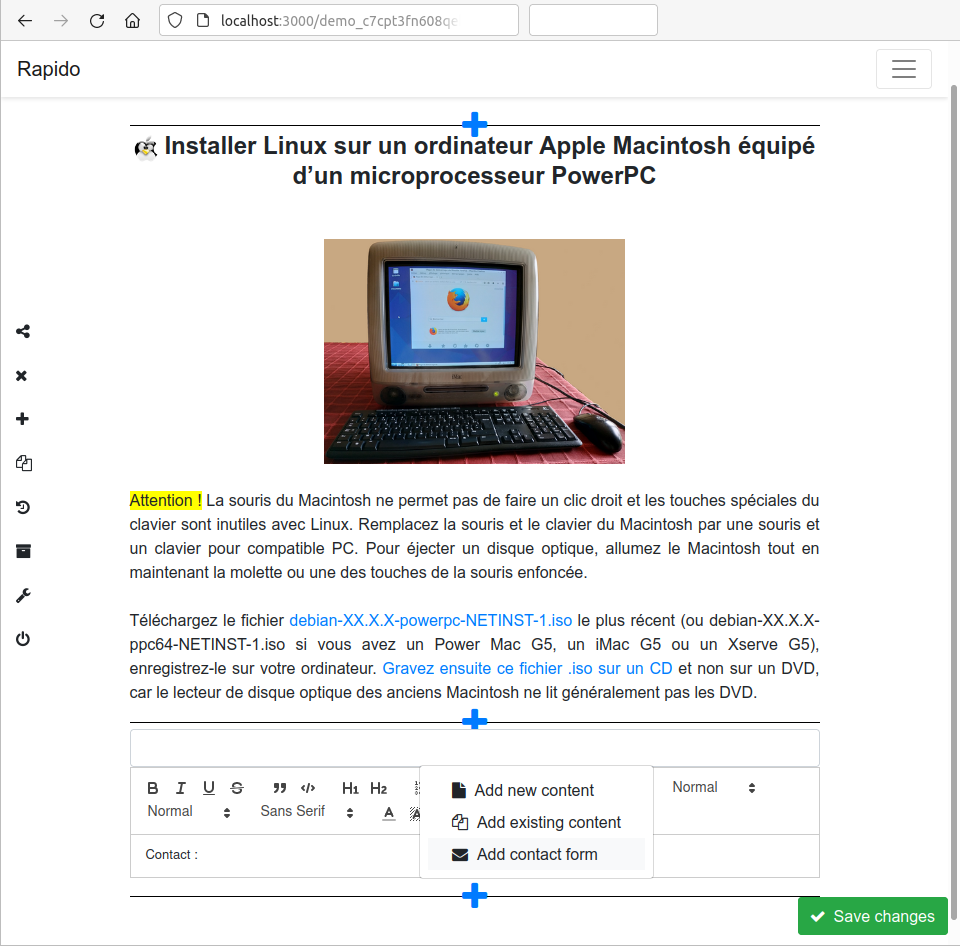 localhost:3000/demo_c7cpt3fn608qe
Rapido
Installer Linux sur un ordinateur Apple Macintosh équipé
d’un microprocesseur PowerPC
Attention ! La souris du Macintosh ne permet pas de faire un clic droit et les touches spéciales du
clavier sont inutiles avec Linux. Remplacez la souris et le clavier du Macintosh par une souris et
un clavier pour compatible PC. Pour éjecter un disque optique, allumez le Macintosh tout en
maintenant la molette ou une des touches de la souris enfoncée.
Téléchargez le fichier debian-XX.X.X-powerpc-NETINST-1.iso le plus récent (ou debian-XX.X.X-
ppc64-NETINST-1.iso si vous avez un Power Mac G5, un iMac G5 ou un Xserve G5),
enregistrez-le sur votre ordinateur. Gravez ensuite ce fichier .iso sur un CD et non sur un DVD,
car le lecteur de disque optique des anciens Macintosh ne lit généralement pas les DVD.
B I U S H1 H2 Normal
Normal Sans Serif A
Add new content
Add existing content
Add contact form
Contact :
Save changes